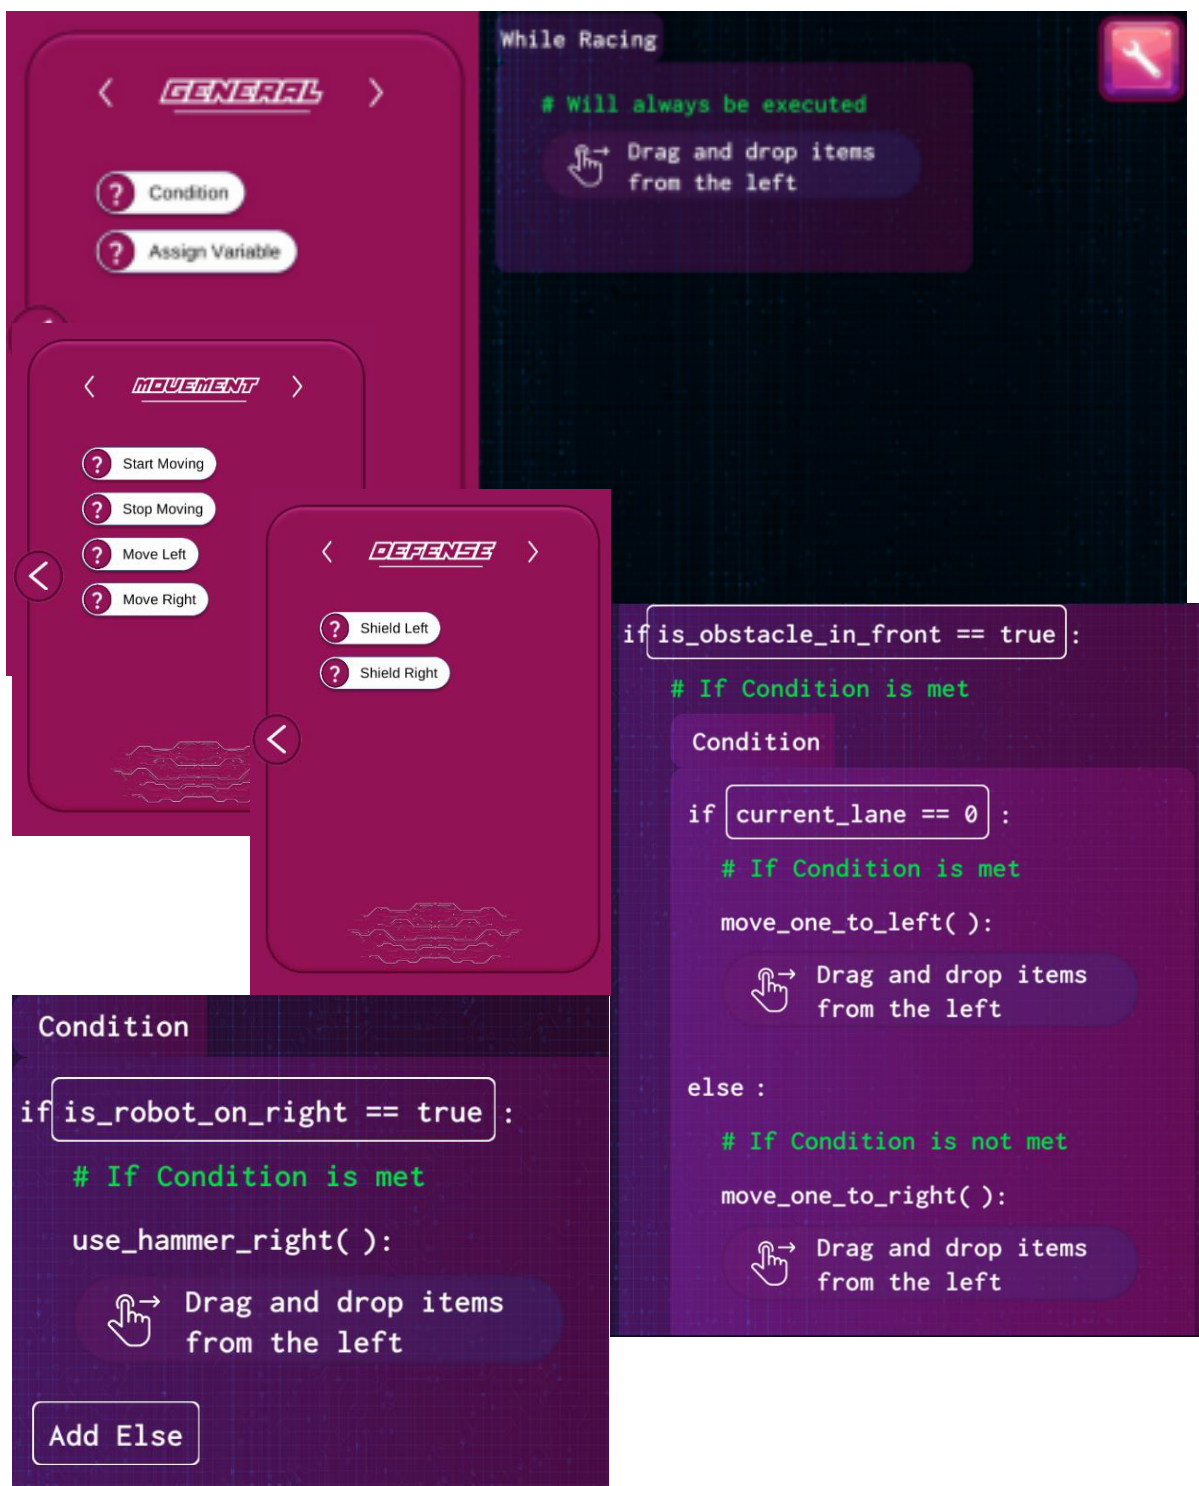 GENERAL
Condition
Assign Variable
While Racing
# Will always be executed
Drag and drop items
from the left
MOVEMENT
Start Moving
Stop Moving
Move Left
Move Right
DEFENSE
Shield Left
Shield Right
if is_obstacle_in_front == true :
# If Condition is met
Condition
if current_lane == 0 :
# If Condition is met
move_one_to_left( ):
Drag and drop items
from the left
else :
# If Condition is not met
move_one_to_right( ):
Drag and drop items
from the left
Condition
if is_robot_on_right == true :
# If Condition is met
use_hammer_right( ):
Drag and drop items
from the left
Add Else